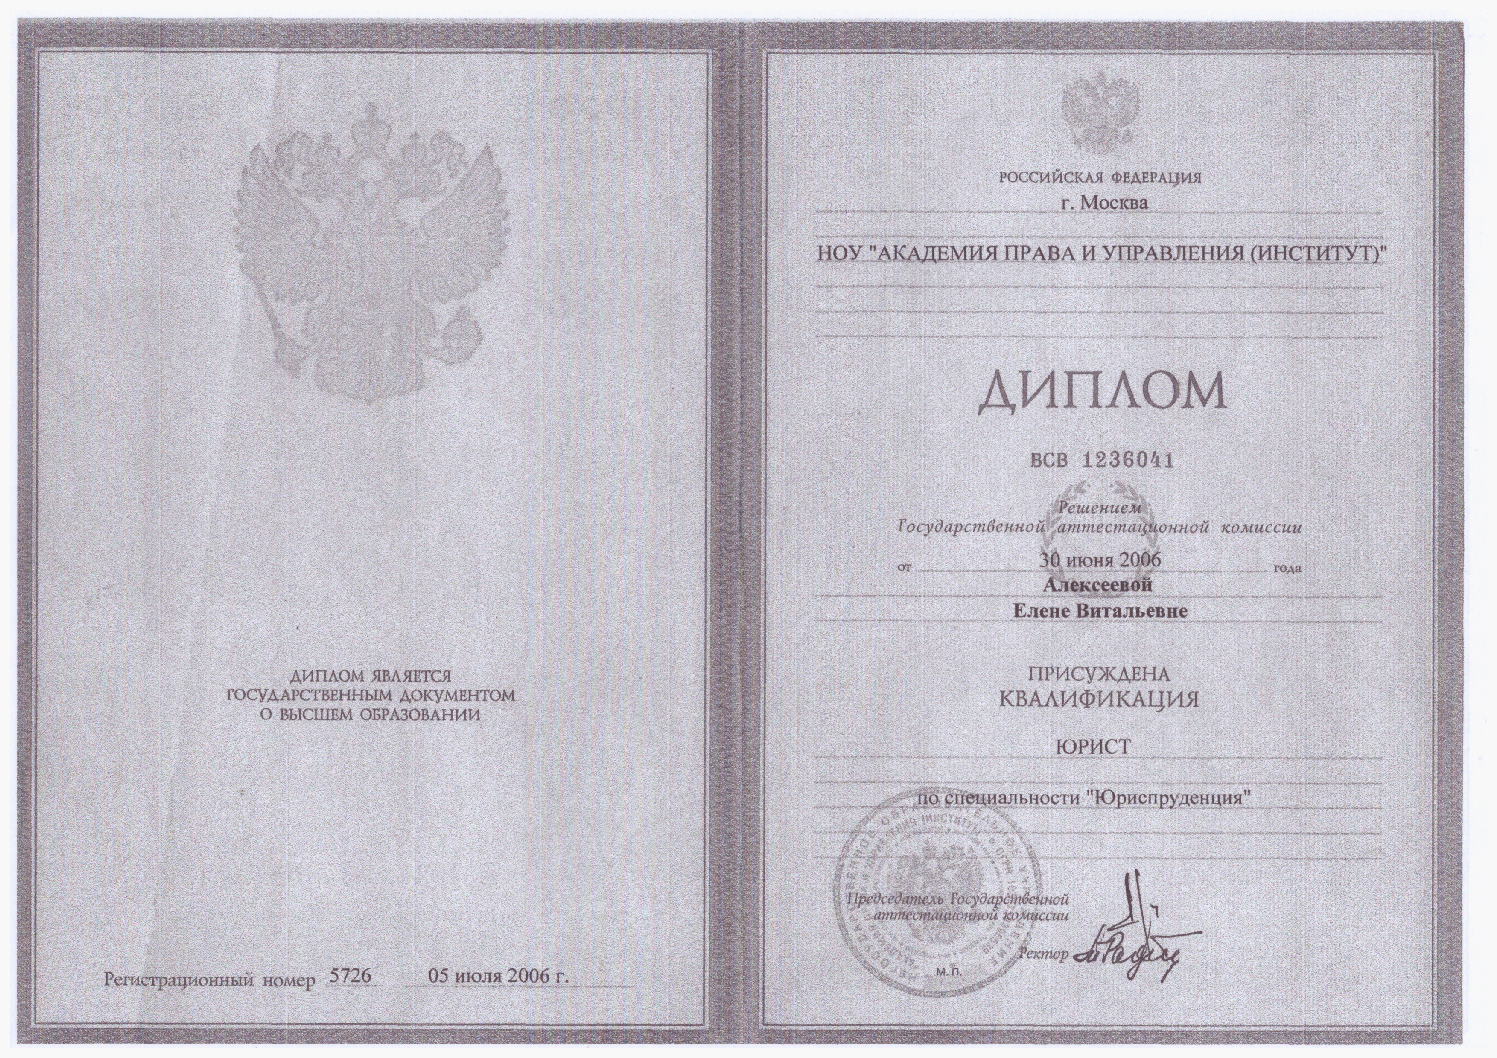 ДИПЛОМ ЯВЛЯЕТСЯ
ГОСУДАРСТВЕННЫМ ДОКУМЕНТОМ
О ВЫСШЕМ ОБРАЗОВАНИИ
Регистрационный номер 5726 05 июля 2006 г.
РОССИЙСКАЯ ФЕДЕРАЦИЯ
г. Москва
НОУ "АКАДЕМИЯ ПРАВА И УПРАВЛЕНИЯ (ИНСТИТУТ)"
ДИПЛОМ
ВСВ 1236041
Решением
Государственной аттестационной комиссии
от 30 июня 2006 года
Алексеевой
Елене Витальевне
ПРИСУЖДЕНА
КВАЛИФИКАЦИЯ
ЮРИСТ
по специальности "Юриспруденция"
Председатель Государственной
аттестационной комиссии
Ректор
м.п.